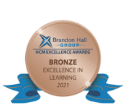 Brandon Hall
GROUP
HCM EXCELLENCE AWARDS
BRONZE
EXCELLENCE IN
LEARNING
2021